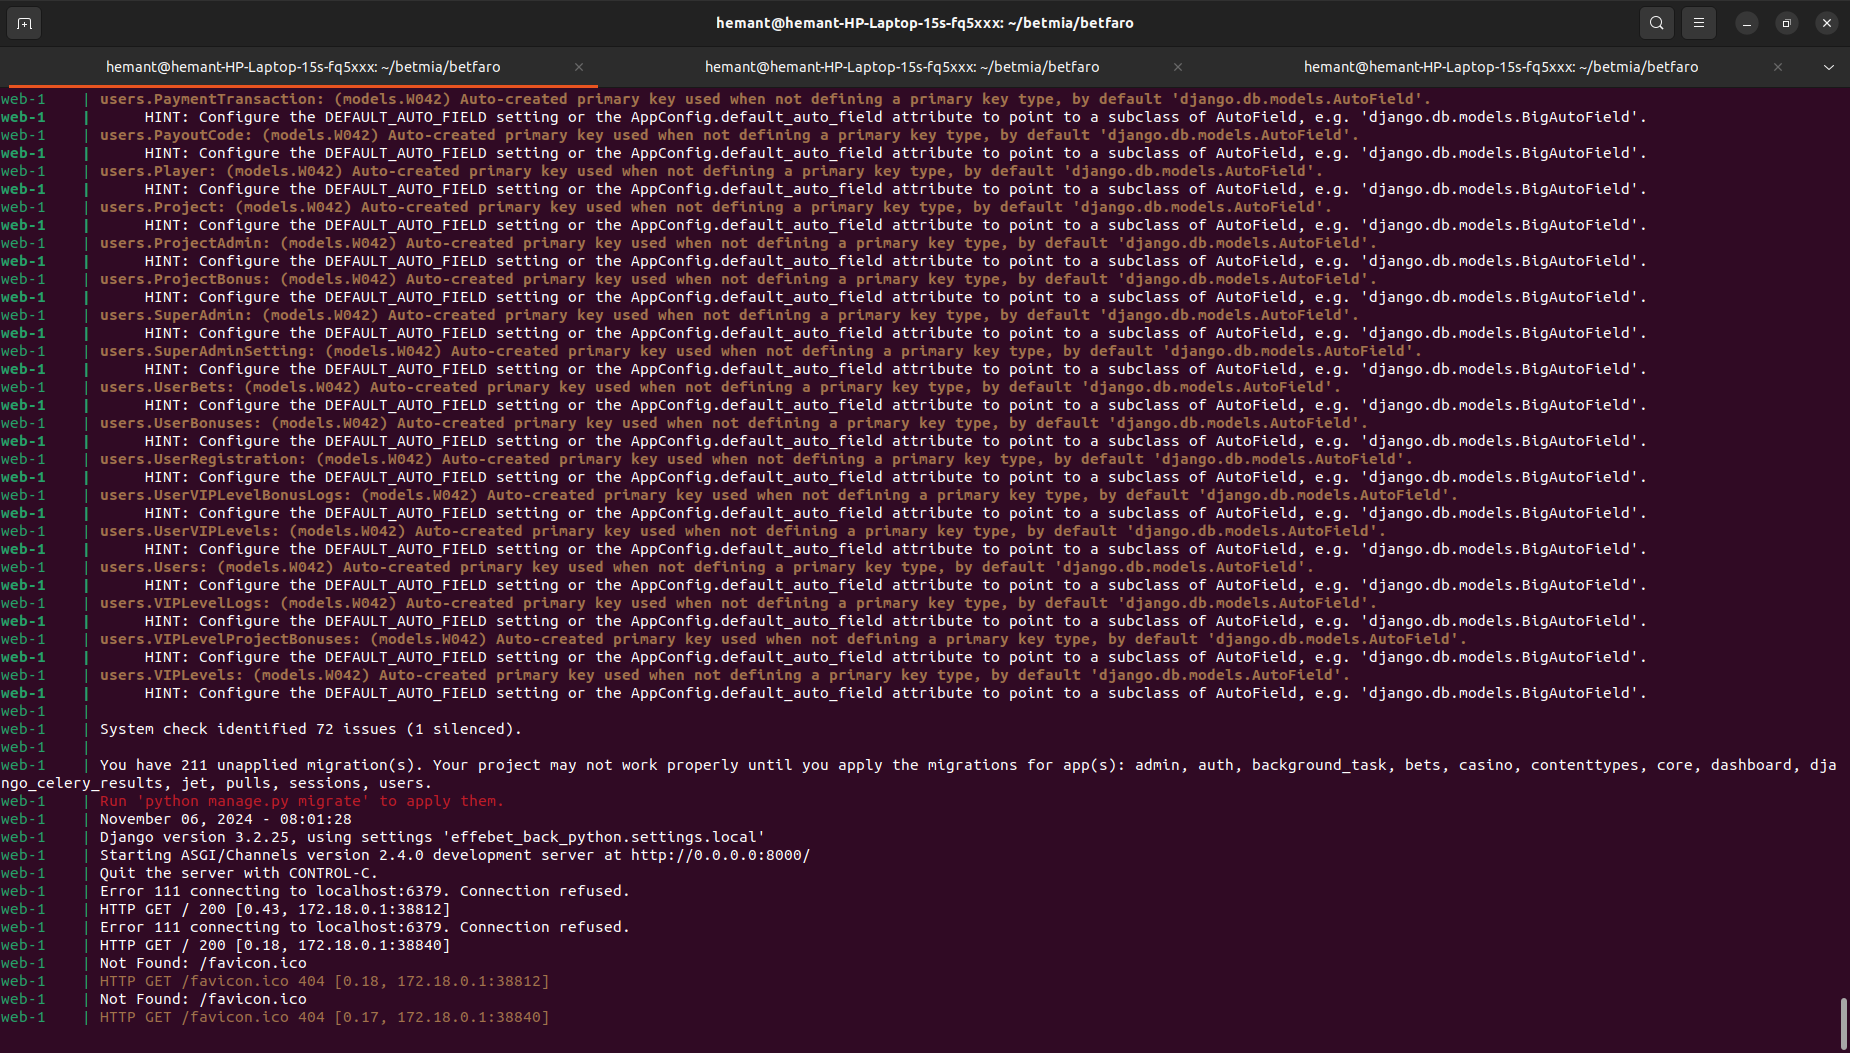 hemant@hemant-HP-Laptop-15s-fq5xxx: ~/betmia/betfaro
hemant@hemant-HP-Laptop-15s-fq5xxx: ~/betmia/betfaro × hemant@hemant-HP-Laptop-15s-fq5xxx: ~/betmia/betfaro × hemant@hemant-HP-Laptop-15s-fq5xxx: ~/betmia/betfaro ×
web-1 | users.PaymentTransaction: (models.W042) Auto-created primary key used when not defining a primary key type, by default 'django.db.models.AutoField'.
web-1 | HINT: Configure the DEFAULT_AUTO_FIELD setting or the AppConfig.default_auto_field attribute to point to a subclass of AutoField, e.g. 'django.db.models.BigAutoField'.
web-1 | users.PayoutCode: (models.W042) Auto-created primary key used when not defining a primary key type, by default 'django.db.models.AutoField'.
web-1 | HINT: Configure the DEFAULT_AUTO_FIELD setting or the AppConfig.default_auto_field attribute to point to a subclass of AutoField, e.g. 'django.db.models.BigAutoField'.
web-1 | users.Player: (models.W042) Auto-created primary key used when not defining a primary key type, by default 'django.db.models.AutoField'.
web-1 | HINT: Configure the DEFAULT_AUTO_FIELD setting or the AppConfig.default_auto_field attribute to point to a subclass of AutoField, e.g. 'django.db.models.BigAutoField'.
web-1 | users.Project: (models.W042) Auto-created primary key used when not defining a primary key type, by default 'django.db.models.AutoField'.
web-1 | HINT: Configure the DEFAULT_AUTO_FIELD setting or the AppConfig.default_auto_field attribute to point to a subclass of AutoField, e.g. 'django.db.models.BigAutoField'.
web-1 | users.ProjectAdmin: (models.W042) Auto-created primary key used when not defining a primary key type, by default 'django.db.models.AutoField'.
web-1 | HINT: Configure the DEFAULT_AUTO_FIELD setting or the AppConfig.default_auto_field attribute to point to a subclass of AutoField, e.g. 'django.db.models.BigAutoField'.
web-1 | users.ProjectBonus: (models.W042) Auto-created primary key used when not defining a primary key type, by default 'django.db.models.AutoField'.
web-1 | HINT: Configure the DEFAULT_AUTO_FIELD setting or the AppConfig.default_auto_field attribute to point to a subclass of AutoField, e.g. 'django.db.models.BigAutoField'.
web-1 | users.SuperAdmin: (models.W042) Auto-created primary key used when not defining a primary key type, by default 'django.db.models.AutoField'.
web-1 | HINT: Configure the DEFAULT_AUTO_FIELD setting or the AppConfig.default_auto_field attribute to point to a subclass of AutoField, e.g. 'django.db.models.BigAutoField'.
web-1 | users.SuperAdminSetting: (models.W042) Auto-created primary key used when not defining a primary key type, by default 'django.db.models.AutoField'.
web-1 | HINT: Configure the DEFAULT_AUTO_FIELD setting or the AppConfig.default_auto_field attribute to point to a subclass of AutoField, e.g. 'django.db.models.BigAutoField'.
web-1 | users.UserBets: (models.W042) Auto-created primary key used when not defining a primary key type, by default 'django.db.models.AutoField'.
web-1 | HINT: Configure the DEFAULT_AUTO_FIELD setting or the AppConfig.default_auto_field attribute to point to a subclass of AutoField, e.g. 'django.db.models.BigAutoField'.
web-1 | users.UserBonuses: (models.W042) Auto-created primary key used when not defining a primary key type, by default 'django.db.models.AutoField'.
web-1 | HINT: Configure the DEFAULT_AUTO_FIELD setting or the AppConfig.default_auto_field attribute to point to a subclass of AutoField, e.g. 'django.db.models.BigAutoField'.
web-1 | users.UserRegistration: (models.W042) Auto-created primary key used when not defining a primary key type, by default 'django.db.models.AutoField'.
web-1 | HINT: Configure the DEFAULT_AUTO_FIELD setting or the AppConfig.default_auto_field attribute to point to a subclass of AutoField, e.g. 'django.db.models.BigAutoField'.
web-1 | users.UserVIPLevelBonusLogs: (models.W042) Auto-created primary key used when not defining a primary key type, by default 'django.db.models.AutoField'.
web-1 | HINT: Configure the DEFAULT_AUTO_FIELD setting or the AppConfig.default_auto_field attribute to point to a subclass of AutoField, e.g. 'django.db.models.BigAutoField'.
web-1 | users.UserVIPLevels: (models.W042) Auto-created primary key used when not defining a primary key type, by default 'django.db.models.AutoField'.
web-1 | HINT: Configure the DEFAULT_AUTO_FIELD setting or the AppConfig.default_auto_field attribute to point to a subclass of AutoField, e.g. 'django.db.models.BigAutoField'.
web-1 | users.Users: (models.W042) Auto-created primary key used when not defining a primary key type, by default 'django.db.models.AutoField'.
web-1 | HINT: Configure the DEFAULT_AUTO_FIELD setting or the AppConfig.default_auto_field attribute to point to a subclass of AutoField, e.g. 'django.db.models.BigAutoField'.
web-1 | users.VIPLevelLogs: (models.W042) Auto-created primary key used when not defining a primary key type, by default 'django.db.models.AutoField'.
web-1 | HINT: Configure the DEFAULT_AUTO_FIELD setting or the AppConfig.default_auto_field attribute to point to a subclass of AutoField, e.g. 'django.db.models.BigAutoField'.
web-1 | users.VIPLevelProjectBonuses: (models.W042) Auto-created primary key used when not defining a primary key type, by default 'django.db.models.AutoField'.
web-1 | HINT: Configure the DEFAULT_AUTO_FIELD setting or the AppConfig.default_auto_field attribute to point to a subclass of AutoField, e.g. 'django.db.models.BigAutoField'.
web-1 | users.VIPLevels: (models.W042) Auto-created primary key used when not defining a primary key type, by default 'django.db.models.AutoField'.
web-1 | HINT: Configure the DEFAULT_AUTO_FIELD setting or the AppConfig.default_auto_field attribute to point to a subclass of AutoField, e.g. 'django.db.models.BigAutoField'.
web-1 |
web-1 | System check identified 72 issues (1 silenced).
web-1 |
web-1 | You have 211 unapplied migration(s). Your project may not work properly until you apply the migrations for app(s): admin, auth, background_task, bets, casino, contenttypes, core, dashboard, dja
ngo_celery_results, jet, pulls, sessions, users.
web-1 | Run 'python manage.py migrate' to apply them.
web-1 | November 06, 2024 - 08:01:28
web-1 | Django version 3.2.25, using settings 'effebet_back_python.settings.local'
web-1 | Starting ASGI/Channels version 2.4.0 development server at http://0.0.0.0:8000/
web-1 | Quit the server with CONTROL-C.
web-1 | Error 111 connecting to localhost:6379. Connection refused.
web-1 | HTTP GET / 200 [0.43, 172.18.0.1:38812]
web-1 | Error 111 connecting to localhost:6379. Connection refused.
web-1 | HTTP GET / 200 [0.18, 172.18.0.1:38840]
web-1 | Not Found: /favicon.ico
web-1 | HTTP GET /favicon.ico 404 [0.18, 172.18.0.1:38812]
web-1 | Not Found: /favicon.ico
web-1 | HTTP GET /favicon.ico 404 [0.17, 172.18.0.1:38840]